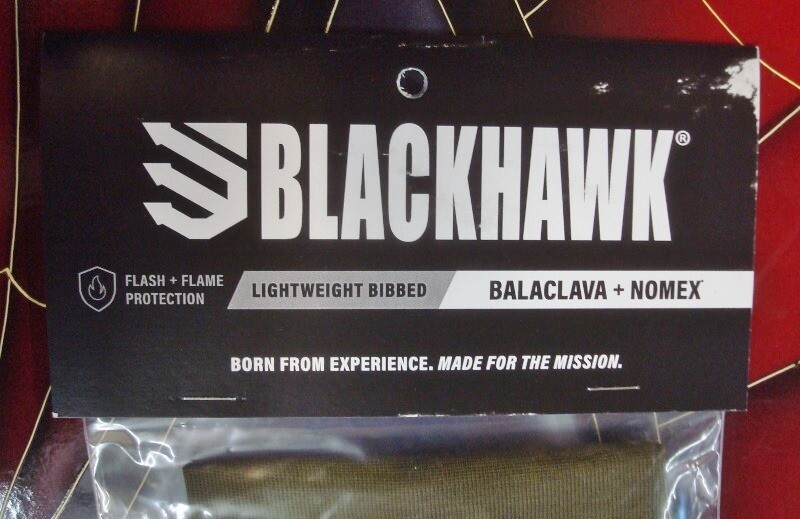 BLACKHAWK®
FLASH + FLAME
PROTECTION
LIGHTWEIGHT BIBBED
BALACLAVA + NOMEX
BORN FROM EXPERIENCE. MADE FOR THE MISSION.